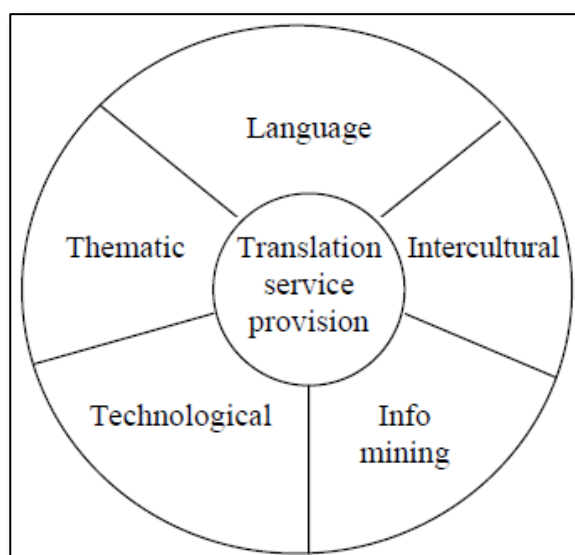 Language
Thematic
Translation
service
provision
Intercultural
Technological
Info
mining